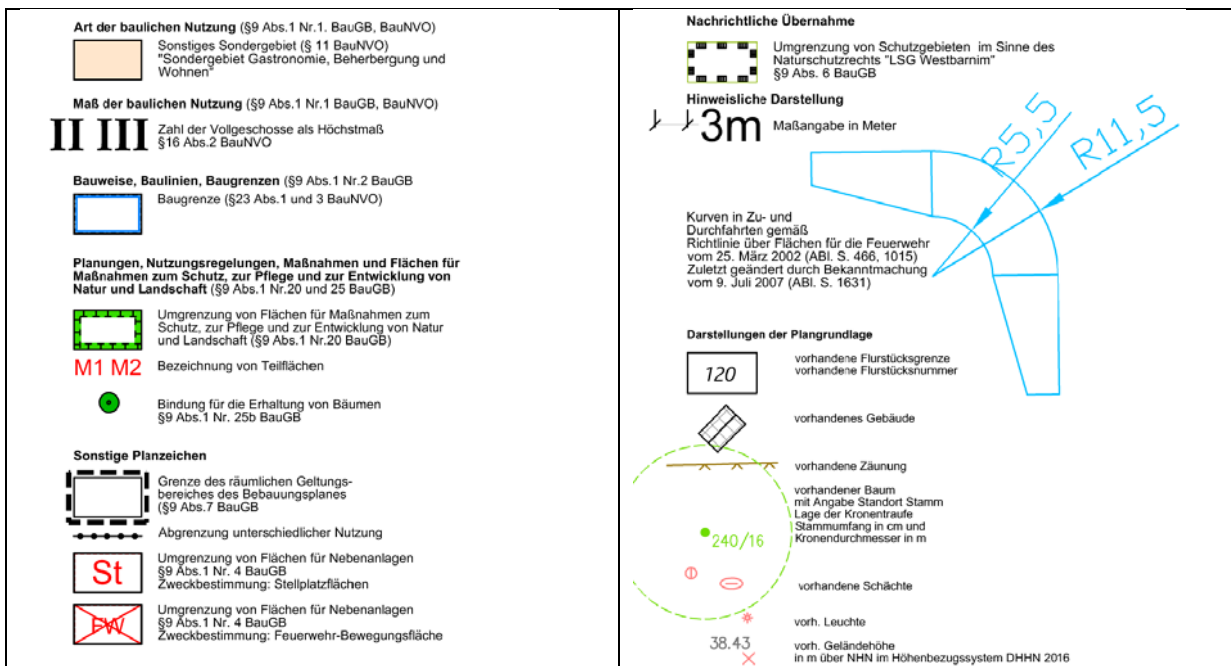 Art der baulichen Nutzung (§9 Abs.1 Nr.1. BauGB, BauNVO)
Sonstiges Sondergebiet (§ 11 BauNVO)
"Sondergebiet Gastronomie, Beherbergung und
Wohnen"
Maß der baulichen Nutzung (§9 Abs.1 Nr.1 BauGB, BauNVO)
II III
Zahl der Vollgeschosse als Höchstmaß
§16 Abs.2 BauNVO
Bauweise, Baulinien, Baugrenzen (§9 Abs.1 Nr.2 BauGB
Baugrenze (§23 Abs.1 und 3 BauNVO)
Planungen, Nutzungsregelungen, Maßnahmen und Flächen für
Maßnahmen zum Schutz, zur Pflege und zur Entwicklung von
Natur und Landschaft (§9 Abs.1 Nr.20 und 25 BauGB)
Umgrenzung von Flächen für Maßnahmen zum
Schutz, zur Pflege und zur Entwicklung von Natur
und Landschaft (§9 Abs.1 Nr.20 BauGB)
M1 M2
Bezeichnung von Teilflächen
Bindung für die Erhaltung von Bäumen
§9 Abs.1 Nr. 25b BauGB
Sonstige Planzeichen
Grenze des räumlichen Geltungs-
bereiches des Bebauungsplanes
(§9 Abs.7 BauGB
Abgrenzung unterschiedlicher Nutzung
St
Umgrenzung von Flächen für Nebenanlagen
§9 Abs.1 Nr. 4 BauGB
Zweckbestimmung: Stellplatzflächen
FW
Umgrenzung von Flächen für Nebenanlagen
§9 Abs.1 Nr. 4 BauGB
Zweckbestimmung: Feuerwehr-Bewegungsfläche
Nachrichtliche Übernahme
Umgrenzung von Schutzgebieten im Sinne des
Naturschutzrechts "LSG Westbarnim"
§9 Abs. 6 BauGB
Hinweisliche Darstellung
3m
Maßangabe in Meter
R5,5
R11,5
Kurven in Zu- und
Durchfahrten gemäß
Richtlinie über Flächen für die Feuerwehr
vom 25. März 2002 (ABl. S. 466, 1015)
Zuletzt geändert durch Bekanntmachung
vom 9. Juli 2007 (ABl. S. 1631)
Darstellungen der Plangrundlage
120
vorhandene Flurstücksgrenze
vorhandene Flurstücksnummer
vorhandenes Gebäude
vorhandene Zäunung
vorhandener Baum
mit Angabe Standort Stamm
Lage der Kronentraufe
Stammumfang in cm und
Kronendurchmesser in m
240/16
vorhandene Schächte
vorh. Leuchte
38.43
vorh. Geländehöhe
in m über NHN im Höhenbezugssystem DHHN 2016